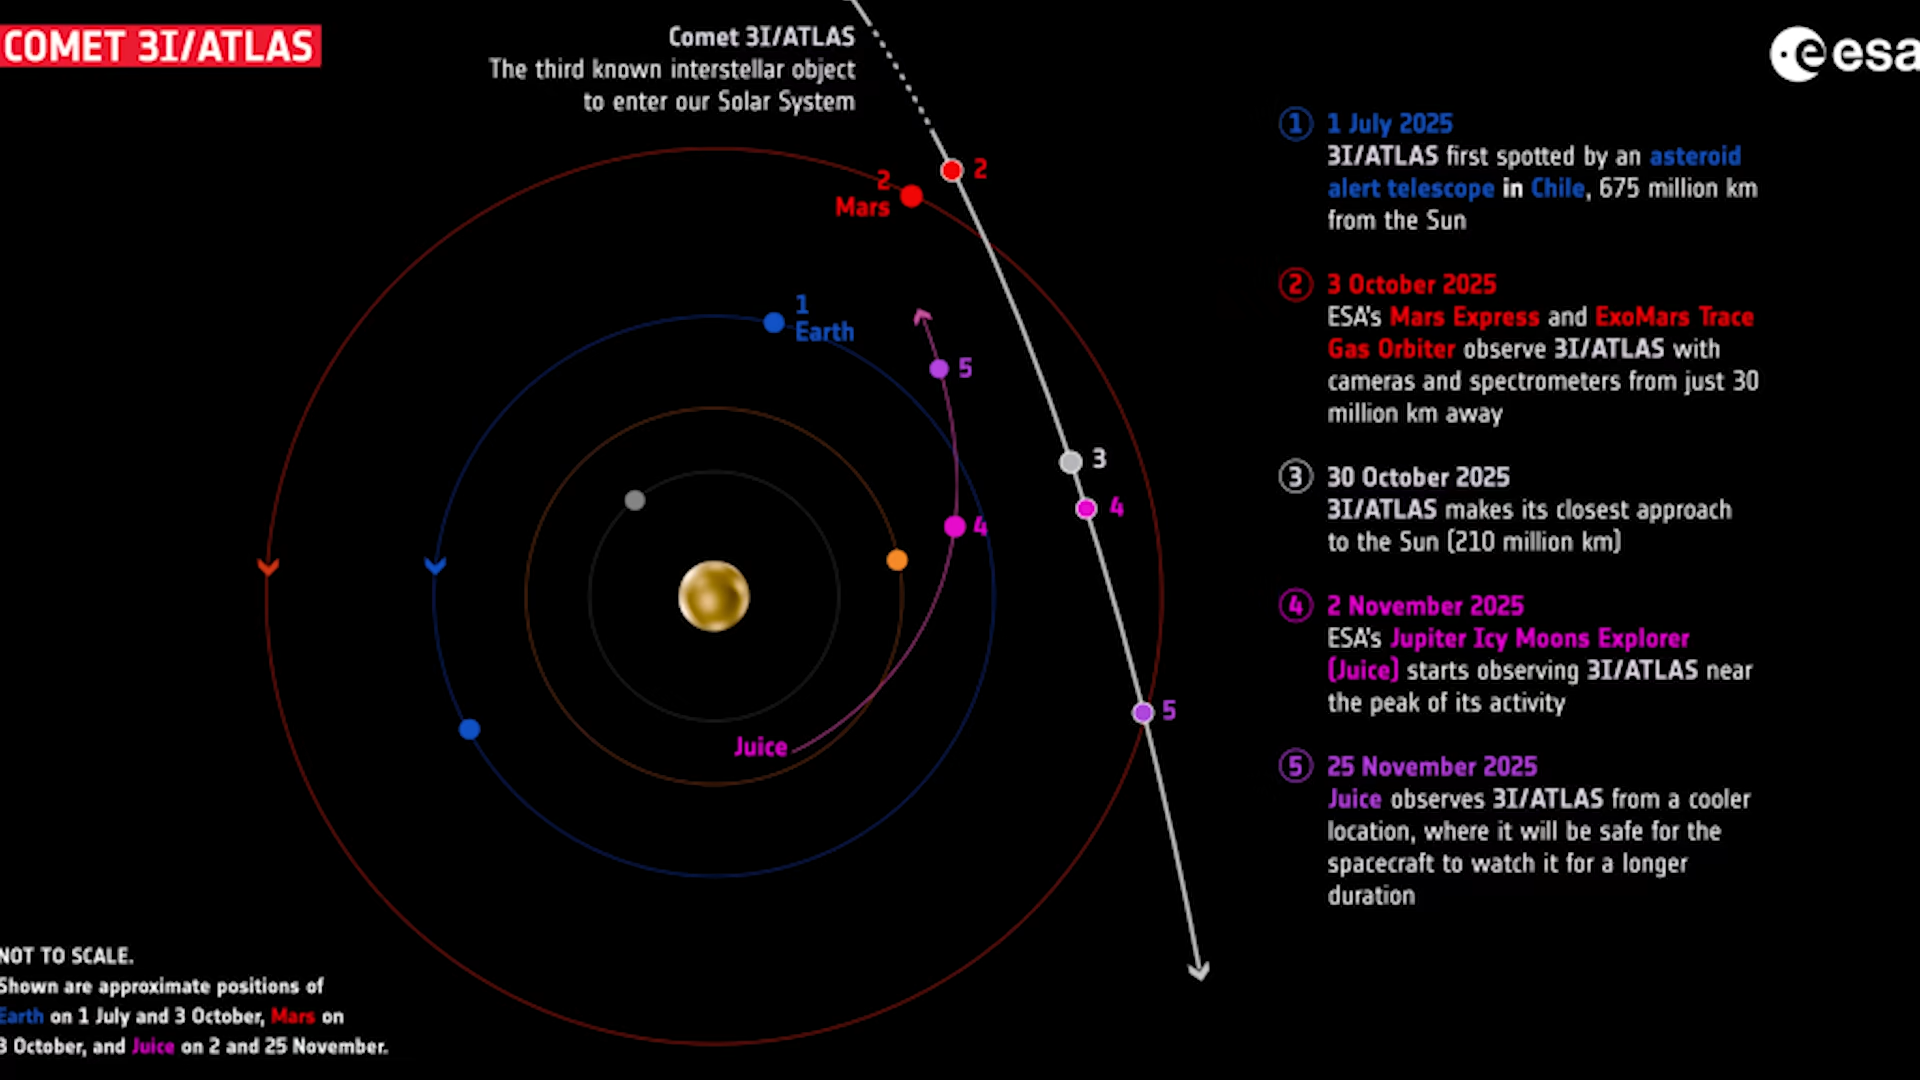 COMET 3I/ATLAS
Comet 3I/ATLAS
The third known interstellar object
to enter our Solar System
esa
2
2
Mars
1
Earth
5
3
4
4
5
Juice
1 1 July 2025
3I/ATLAS first spotted by an asteroid
alert telescope in Chile, 675 million km
from the Sun
2 3 October 2025
ESA's Mars Express and ExoMars Trace
Gas Orbiter observe 3I/ATLAS with
cameras and spectrometers from just 30
million km away
3 30 October 2025
3I/ATLAS makes its closest approach
to the Sun (210 million km)
4 2 November 2025
ESA's Jupiter Icy Moons Explorer
(Juice) starts observing 3I/ATLAS near
the peak of its activity
5 25 November 2025
Juice observes 3I/ATLAS from a cooler
location, where it will be safe for the
spacecraft to watch it for a longer
duration
NOT TO SCALE.
Shown are approximate positions of
Earth on 1 July and 3 October, Mars on
3 October, and Juice on 2 and 25 November.